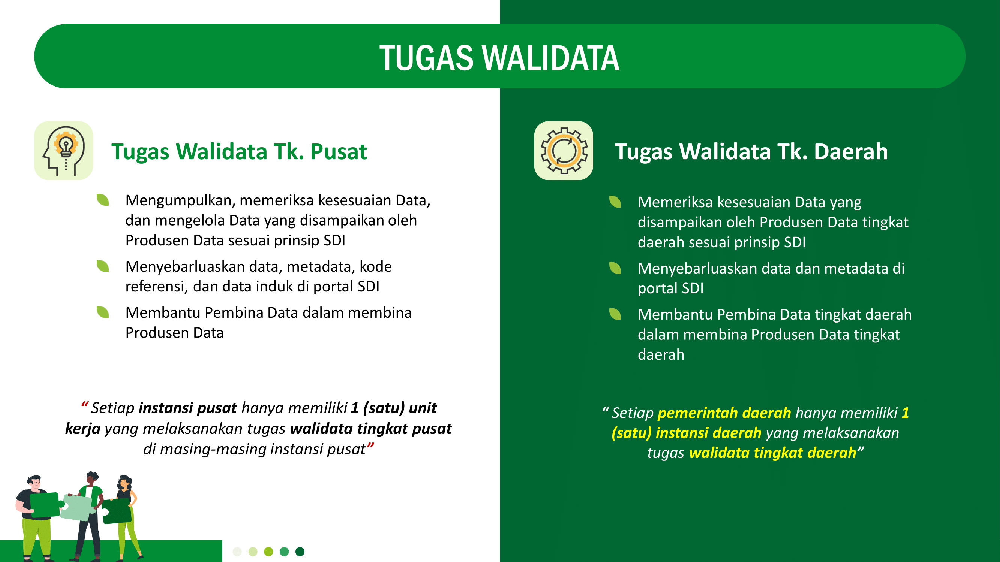 TUGAS WALIDATA
Tugas Walidata Tk. Pusat
Mengumpulkan, memeriksa kesesuaian Data,
dan mengelola Data yang disampaikan oleh
Produsen Data sesuai prinsip SDI
Menyebarluaskan data, metadata, kode
referensi, dan data induk di portal SDI
Membantu Pembina Data dalam membina
Produsen Data
“ Setiap instansi pusat hanya memiliki 1 (satu) unit
kerja yang melaksanakan tugas walidata tingkat pusat
di masing-masing instansi pusat”
Tugas Walidata Tk. Daerah
Memeriksa kesesuaian Data yang
disampaikan oleh Produsen Data tingkat
daerah sesuai prinsip SDI
Menyebarluaskan data dan metadata di
portal SDI
Membantu Pembina Data tingkat daerah
dalam membina Produsen Data tingkat
daerah
“ Setiap pemerintah daerah hanya memiliki 1
(satu) instansi daerah yang melaksanakan
tugas walidata tingkat daerah”